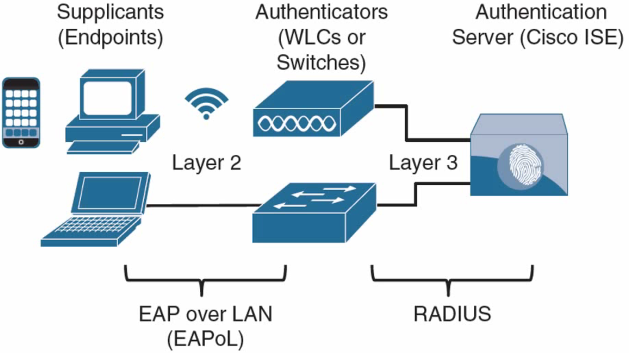 Supplicants
(Endpoints)
Authenticators
(WLCs or
Switches)
Authentication
Server (Cisco ISE)
Layer 2
Layer 3
EAP over LAN
(EAPoL)
RADIUS